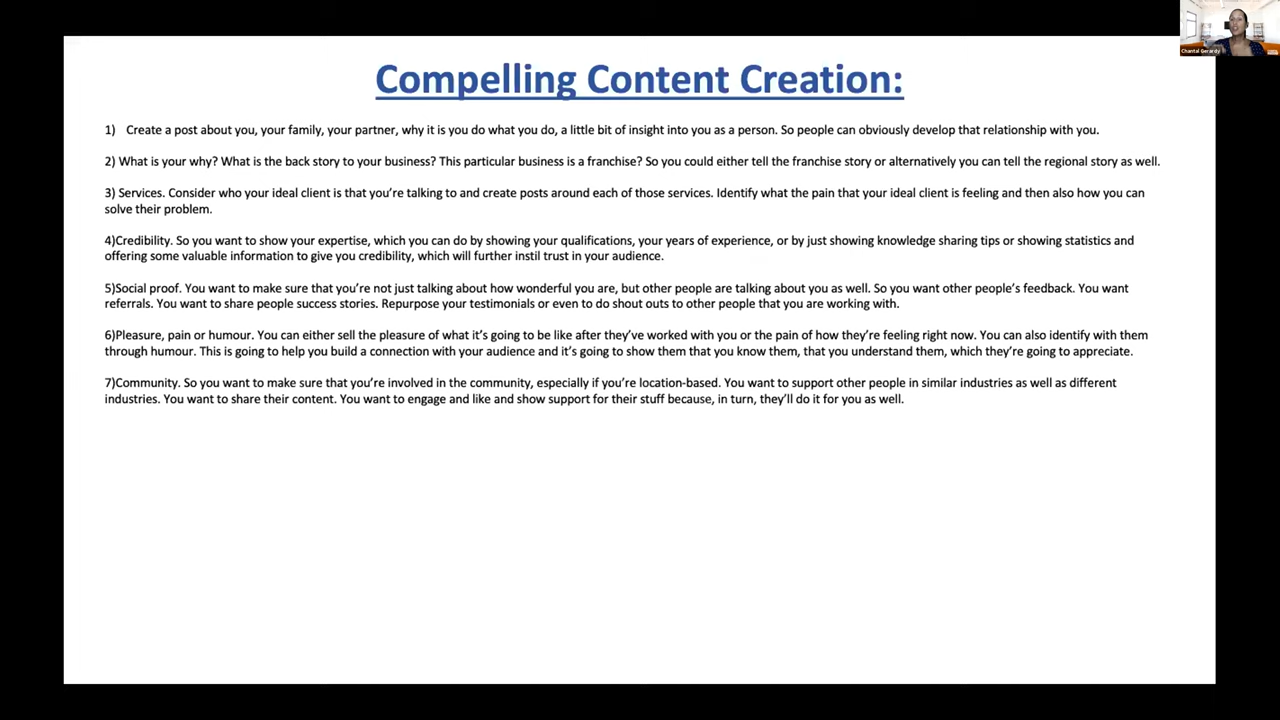 Compelling Content Creation:
1) Create a post about you, your family, your partner, why it is you do what you do, a little bit of insight into you as a person. So people can obviously develop that relationship with you.
2) What is your why? What is the back story to your business? This particular business is a franchise? So you could either tell the franchise story or alternatively you can tell the regional story as well.
3) Services. Consider who your ideal client is that you're talking to and create posts around each of those services. Identify what the pain that your ideal client is feeling and then also how you can
solve their problem.
4)Credibility. So you want to show your expertise, which you can do by showing your qualifications, your years of experience, or by just showing knowledge sharing tips or showing statistics and
offering some valuable information to give you credibility, which will further instil trust in your audience.
5)Social proof. You want to make sure that you're not just talking about how wonderful you are, but other people are talking about you as well. So you want other people's feedback. You want
referrals. You want to share people success stories. Repurpose your testimonials or even to do shout outs to other people that you are working with.
6)Pleasure, pain or humour. You can either sell the pleasure of what it's going to be like after they've worked with you or the pain of how they're feeling right now. You can also identify with them
through humour. This is going to help you build a connection with your audience and it's going to show them that you know them, that you understand them, which they're going to appreciate.
7)Community. So you want to make sure that you're involved in the community, especially if you're location-based. You want to support other people in similar industries as well as different
industries. You want to share their content. You want to engage and like and show support for their stuff because, in turn, they'll do it for you as well.
Chantal Gerardy